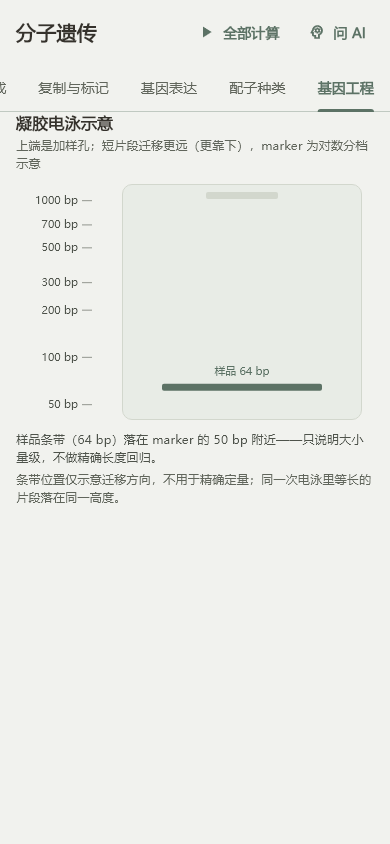 分子遗传
全部计算
问 AI
复制与标记
基因表达
配子种类
基因工程
凝胶电泳示意
上端是加样孔；短片段迁移更远（更靠下），marker 为对数分档
示意
1000 bp
700 bp
500 bp
300 bp
200 bp
100 bp
样品 64 bp
50 bp
样品条带（64 bp）落在 marker 的 50 bp 附近——只说明大小
量级，不做精确长度回归。
条带位置仅示意迁移方向，不用于精确定量；同一次电泳里等长的
片段落在同一高度。